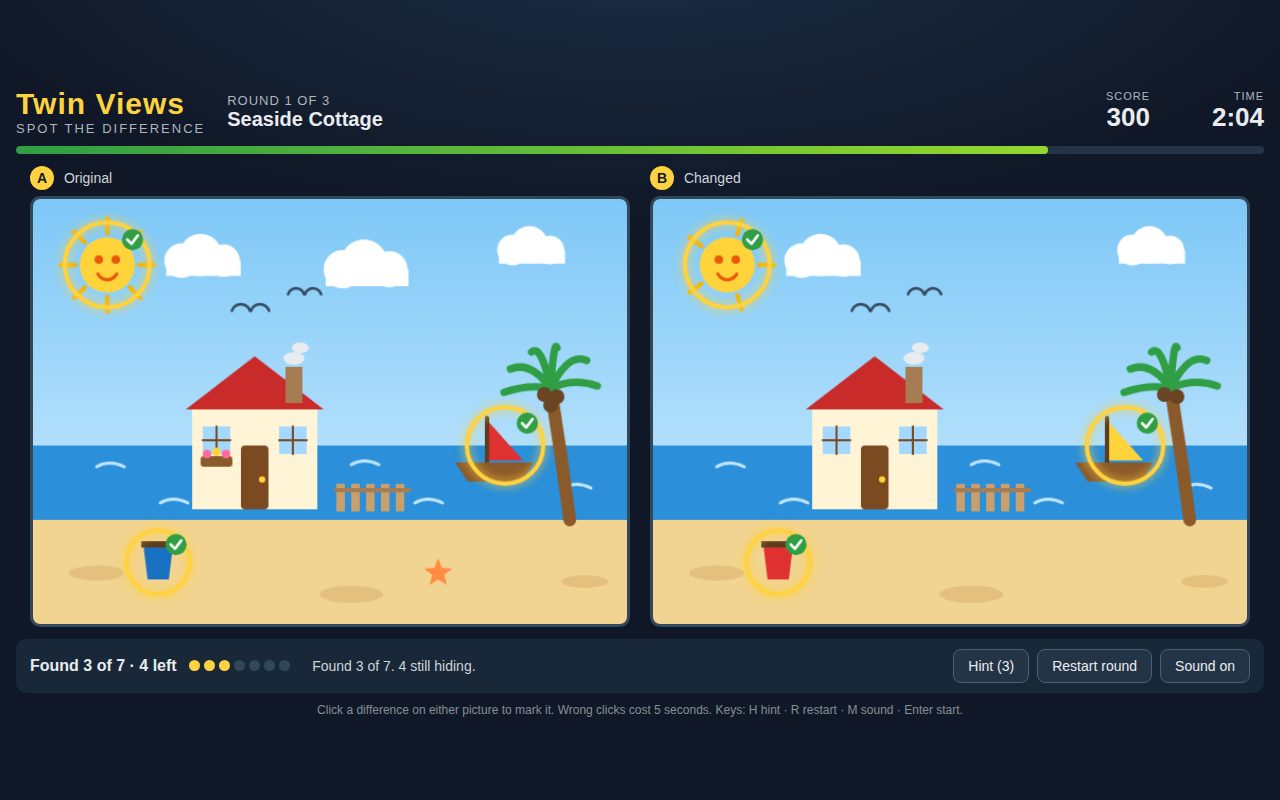 Twin Views
SPOT THE DIFFERENCE
ROUND 1 OF 3
Seaside Cottage
SCORE
300
TIME
2:04
A Original
B Changed
Found 3 of 7 · 4 left
Found 3 of 7. 4 still hiding.
Hint (3)
Restart round
Sound on
Click a difference on either picture to mark it. Wrong clicks cost 5 seconds. Keys: H hint · R restart · M sound · Enter start.